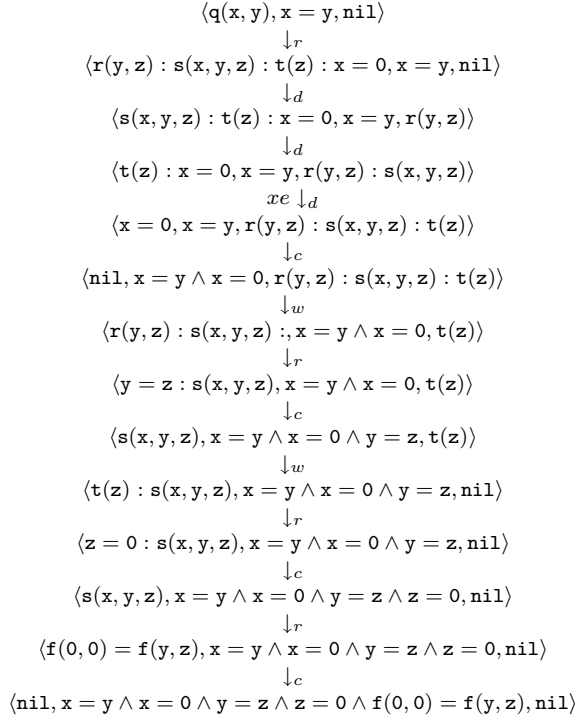 ⟨q(x, y), x = y, nil⟩
↓r
⟨r(y, z) : s(x, y, z) : t(z) : x = 0, x = y, nil⟩
↓d
⟨s(x, y, z) : t(z) : x = 0, x = y, r(y, z)⟩
↓d
⟨t(z) : x = 0, x = y, r(y, z) : s(x, y, z)⟩
xe ↓d
⟨x = 0, x = y, r(y, z) : s(x, y, z) : t(z)⟩
↓c
⟨nil, x = y ∧ x = 0, r(y, z) : s(x, y, z) : t(z)⟩
↓w
⟨r(y, z) : s(x, y, z) :, x = y ∧ x = 0, t(z)⟩
↓r
⟨y = z : s(x, y, z), x = y ∧ x = 0, t(z)⟩
↓c
⟨s(x, y, z), x = y ∧ x = 0 ∧ y = z, t(z)⟩
↓w
⟨t(z) : s(x, y, z), x = y ∧ x = 0 ∧ y = z, nil⟩
↓r
⟨z = 0 : s(x, y, z), x = y ∧ x = 0 ∧ y = z, nil⟩
↓c
⟨s(x, y, z), x = y ∧ x = 0 ∧ y = z ∧ z = 0, nil⟩
↓r
⟨f(0, 0) = f(y, z), x = y ∧ x = 0 ∧ y = z ∧ z = 0, nil⟩
↓c
⟨nil, x = y ∧ x = 0 ∧ y = z ∧ z = 0 ∧ f(0, 0) = f(y, z), nil⟩